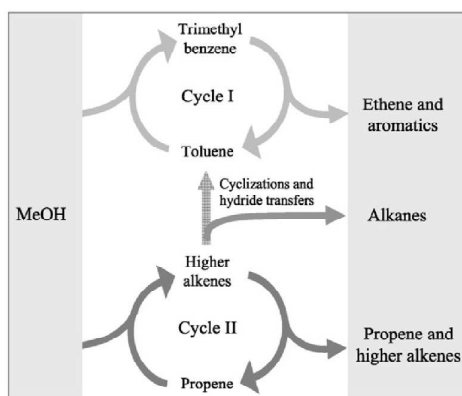 Trimethyl
benzene
Cycle I
Ethene and
aromatics
Toluene
Cyclizations and
hydride transfers
MeOH
Alkanes
Higher
alkenes
Cycle II
Propene and
higher alkenes
Propene